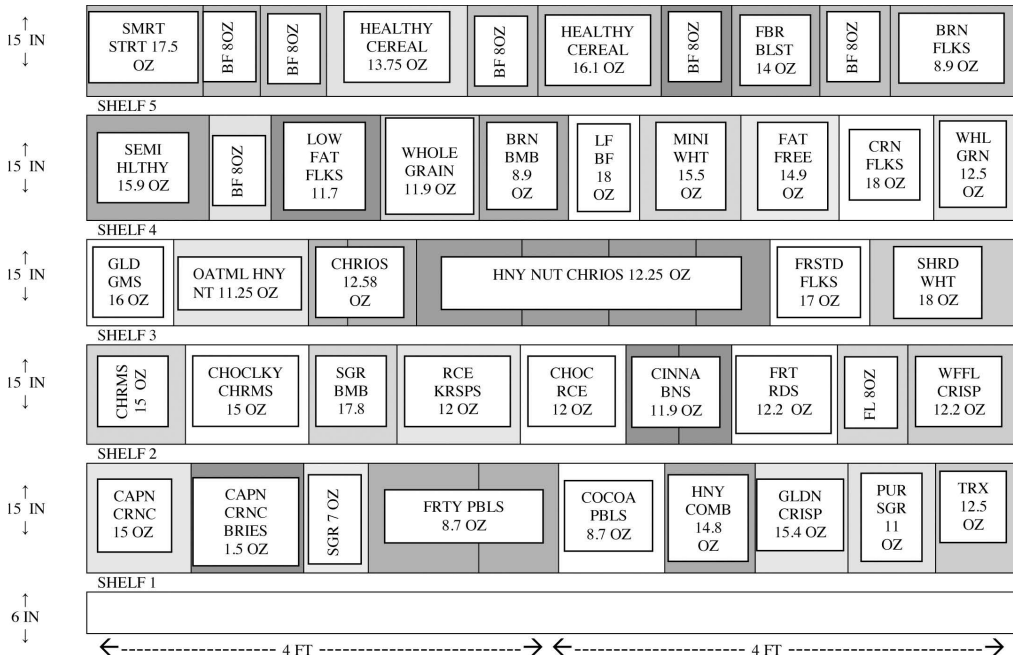 15 IN
SMRT
STRT 17.5
OZ
BF 8OZ
BF 8OZ
HEALTHY
CEREAL
13.75 OZ
BF 8OZ
HEALTHY
CEREAL
16.1 OZ
BF 8OZ
FBR
BLST
14 OZ
BF 8OZ
BRN
FLKS
8.9 OZ
SHELF 5
15 IN
SEMI
HLTHY
15.9 OZ
BF 8OZ
LOW
FAT
FLKS
11.7
WHOLE
GRAIN
11.9 OZ
BRN
BMB
8.9
OZ
LF
BF
18
OZ
MINI
WHT
15.5
OZ
FAT
FREE
14.9
OZ
CRN
FLKS
18 OZ
WHL
GRN
12.5
OZ
SHELF 4
15 IN
GLD
GMS
16 OZ
OATML HNY
NT 11.25 OZ
CHRIOS
12.58
OZ
HNY NUT CHRIOS 12.25 OZ
FRSTD
FLKS
17 OZ
SHRD
WHT
18 OZ
SHELF 3
15 IN
CHRMS
15 OZ
CHOCLKY
CHRMS
15 OZ
SGR
BMB
17.8
RCE
KRSPS
12 OZ
CHOC
RCE
12 OZ
CINNA
BNS
11.9 OZ
FRT
RDS
12.2 OZ
FL 8OZ
WFFL
CRISP
12.2 OZ
SHELF 2
15 IN
CAPN
CRNC
15 OZ
CAPN
CRNC
BRIES
1.5 OZ
SGR 7 OZ
FRTY PBLS
8.7 OZ
COCOA
PBLS
8.7 OZ
HNY
COMB
14.8
OZ
GLDN
CRISP
15.4 OZ
PUR
SGR
11
OZ
TRX
12.5
OZ
SHELF 1
6 IN
4 FT
4 FT